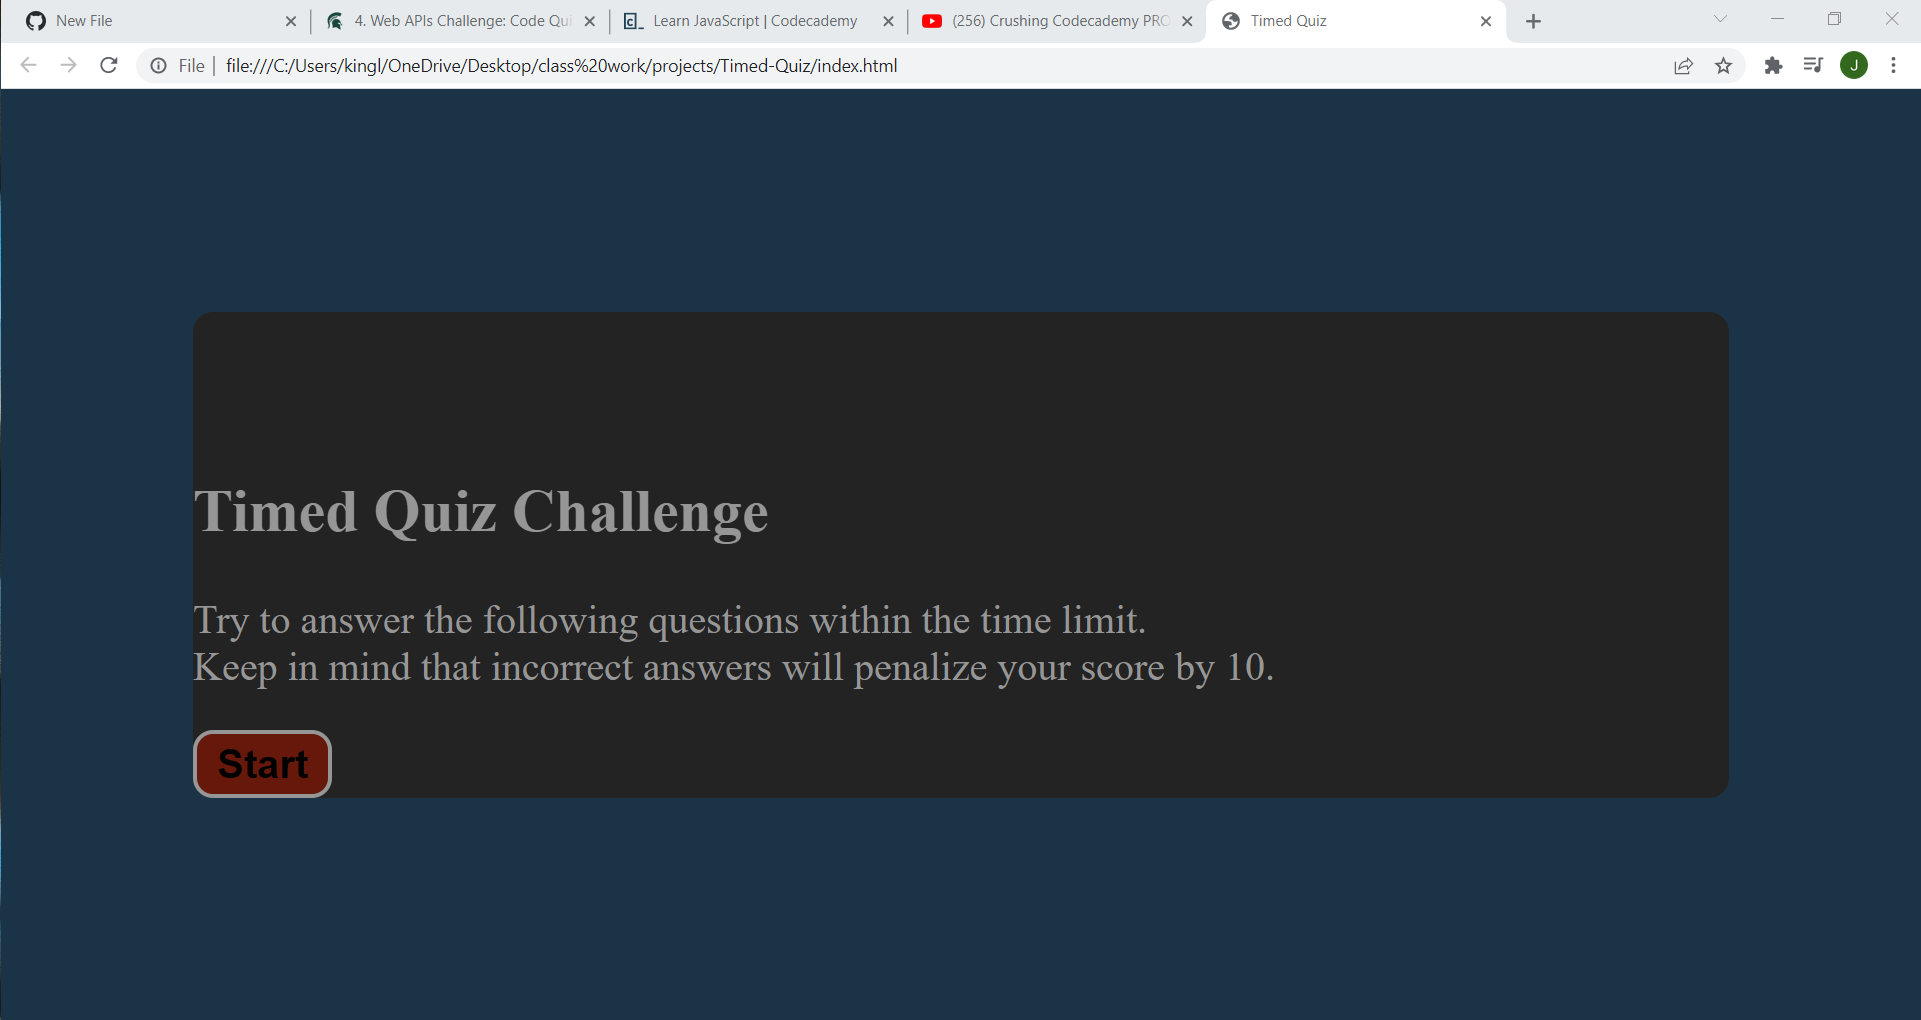 New File
4. Web APIs Challenge: Code Qui
Learn JavaScript | Codecademy
(256) Crushing Codecademy PRO
Timed Quiz
File
file:///C:/Users/kingl/OneDrive/Desktop/class%20work/projects/Timed-Quiz/index.html
J
Timed Quiz Challenge
Try to answer the following questions within the time limit.
Keep in mind that incorrect answers will penalize your score by 10.
Start